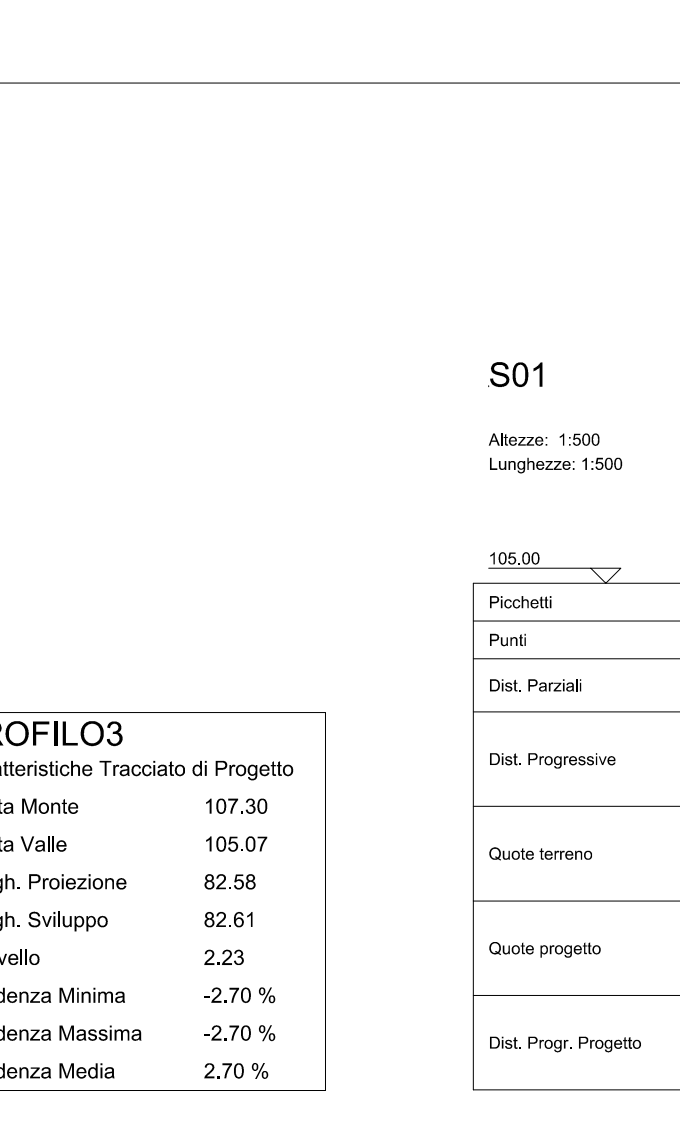 S01
Altezze: 1:500
Lunghezze: 1:500
105.00
Picchetti
Punti
Dist. Parziali
Dist. Progressive
Quote terreno
Quote progetto
Dist. Progr. Progetto
ROFILO3
atteristiche Tracciato di Progetto
ta Monte 107.30
ta Valle 105.07
gh. Proiezione 82.58
gh. Sviluppo 82.61
vello 2.23
denza Minima -2.70 %
denza Massima -2.70 %
denza Media 2.70 %